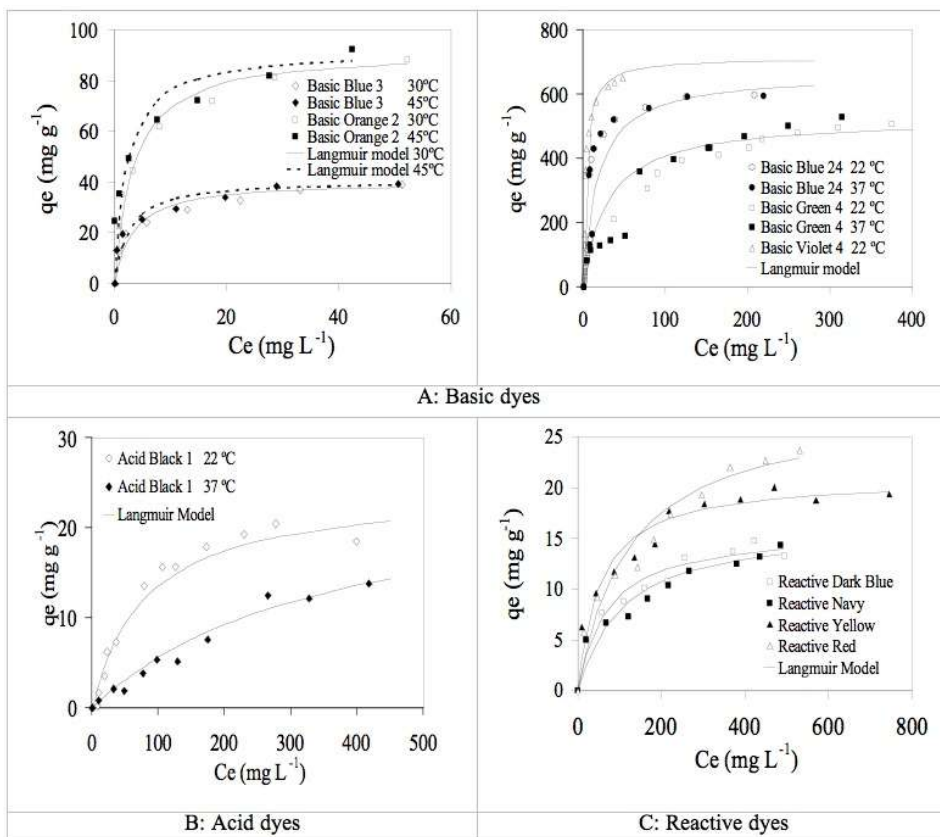 100
80
60
40
20
0
qe (mg g⁻¹)
0 20 40 60
Ce (mg L⁻¹)
Basic Blue 3 30ºC
Basic Blue 3 45ºC
Basic Orange 2 30ºC
Basic Orange 2 45ºC
Langmuir model 30ºC
Langmuir model 45ºC
800
600
400
200
0
qe (mg g⁻¹)
0 100 200 300 400
Ce (mg L⁻¹)
Basic Blue 24 22 ºC
Basic Blue 24 37 ºC
Basic Green 4 22 ºC
Basic Green 4 37 ºC
Basic Violet 4 22 ºC
Langmuir model
A: Basic dyes
30
20
10
0
qe (mg g⁻¹)
0 100 200 300 400 500
Ce (mg L⁻¹)
Acid Black 1 22 ºC
Acid Black 1 37 ºC
Langmuir Model
25
20
15
10
5
0
qe (mg g⁻¹)
0 200 400 600 800
Ce (mg L⁻¹)
Reactive Dark Blue
Reactive Navy
Reactive Yellow
Reactive Red
Langmuir Model
B: Acid dyes
C: Reactive dyes